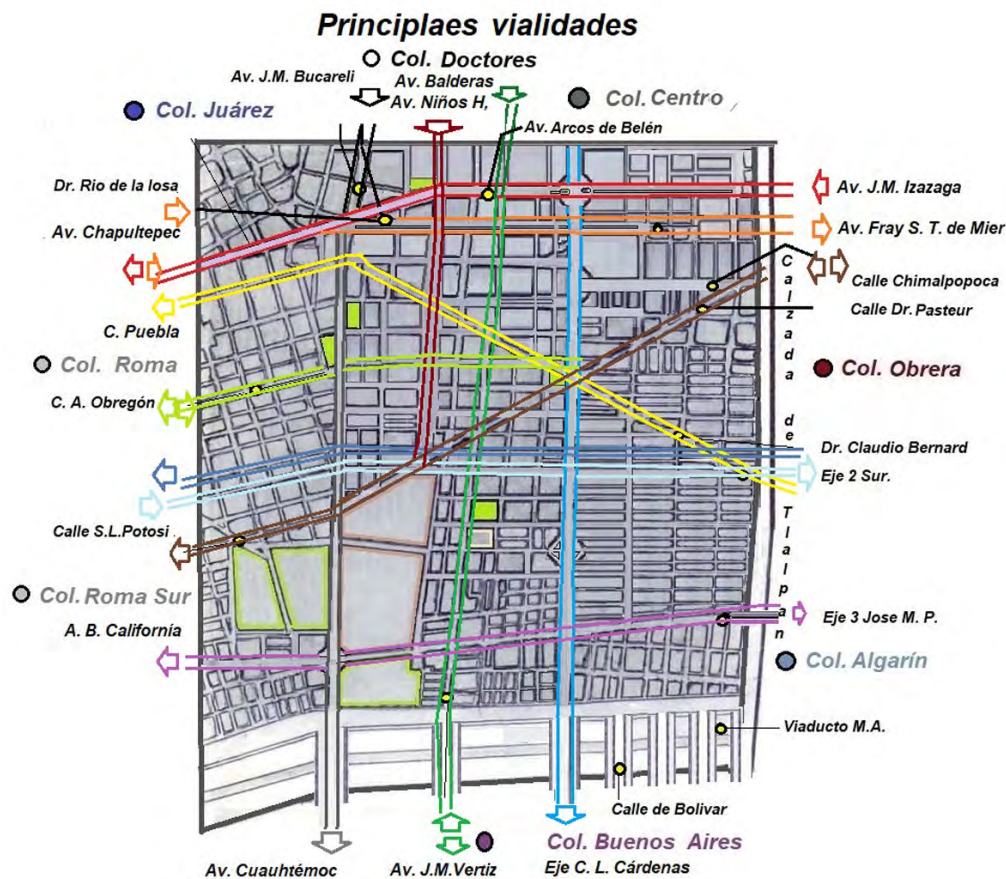 Principlaes vialidades
Col. Doctores
Av. J.M. Bucareli
Av. Balderas
Av. Niños H,
Col. Centro
Col. Juárez
Av. Arcos de Belén
Dr. Rio de la losa
Av. J.M. Izazaga
Av. Chapultepec
Av. Fray S. T. de Mier
Calle Chimalpopoca
Calle Dr. Pasteur
C. Puebla
Calzada de Tlalpan
Col. Roma
Col. Obrera
C. A. Obregón
Dr. Claudio Bernard
Eje 2 Sur.
Calle S.L.Potosi
Col. Roma Sur
A. B. California
Eje 3 Jose M. P.
Col. Algarín
Viaducto M.A.
Calle de Bolivar
Col. Buenos Aires
Av. Cuauhtémoc
Av. J.M.Vertiz
Eje C. L. Cárdenas